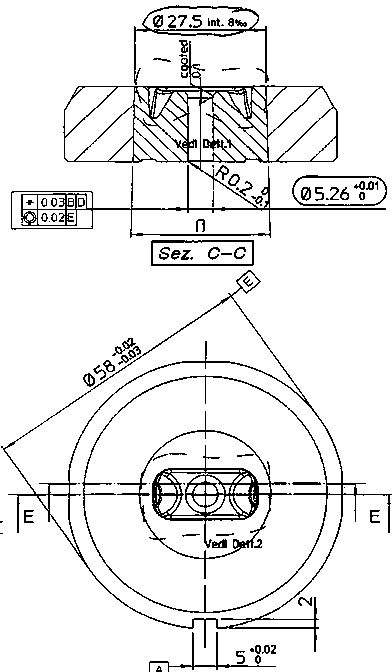 Ø27.5 int. 8‰
coated
0.1
Vedi Dett.1
R0.2 0 -0.1
Ø5.26 +0.01 0
0.03 B D
0.02 E
Sez. C-C
E
Ø58 -0.02 -0.03
E
E
Vedi Dett.2
2
5 +0.02 0
A